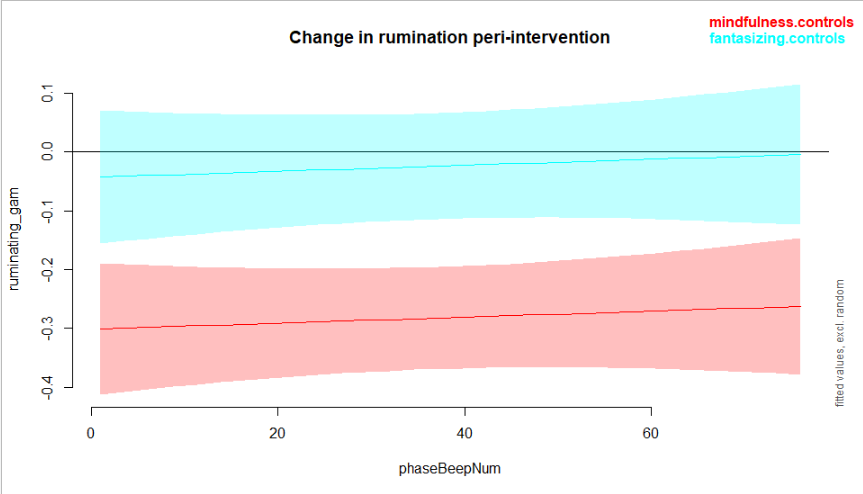 Change in rumination peri-intervention
mindfulness.controls
fantasizing.controls
ruminating_gam
0.1
0.0
-0.1
-0.2
-0.3
-0.4
0
20
40
60
phaseBeepNum
fitted values, excl. random